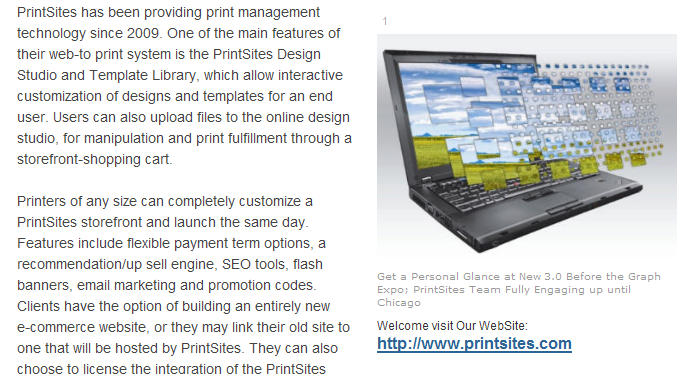 PrintSites has been providing print management
technology since 2009. One of the main features of
their web-to print system is the PrintSites Design
Studio and Template Library, which allow interactive
customization of designs and templates for an end
user. Users can also upload files to the online design
studio, for manipulation and print fulfillment through a
storefront-shopping cart.
Printers of any size can completely customize a
PrintSites storefront and launch the same day.
Features include flexible payment term options, a
recommendation/up sell engine, SEO tools, flash
banners, email marketing and promotion codes.
Clients have the option of building an entirely new
e-commerce website, or they may link their old site to
one that will be hosted by PrintSites. They can also
choose to license the integration of the PrintSites
1
Get a Personal Glance at New 3.0 Before the Graph
Expo; PrintSites Team Fully Engaging up until
Chicago
Welcome visit Our WebSite:
http://www.printsites.com